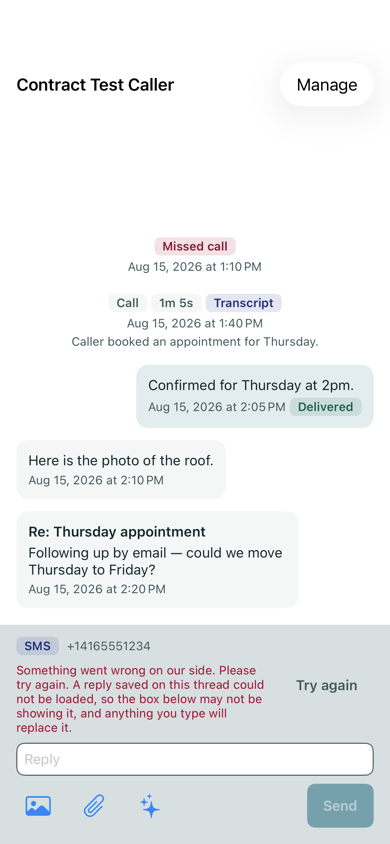 Contract Test Caller
Manage
Missed call
Aug 15, 2026 at 1:10 PM
Call 1m 5s Transcript
Aug 15, 2026 at 1:40 PM
Caller booked an appointment for Thursday.
Confirmed for Thursday at 2pm.
Aug 15, 2026 at 2:05 PM Delivered
Here is the photo of the roof.
Aug 15, 2026 at 2:10 PM
Re: Thursday appointment
Following up by email — could we move
Thursday to Friday?
Aug 15, 2026 at 2:20 PM
SMS +14165551234
Something went wrong on our side. Please
try again. A reply saved on this thread could
not be loaded, so the box below may not be
showing it, and anything you type will
replace it.
Try again
Reply
Send